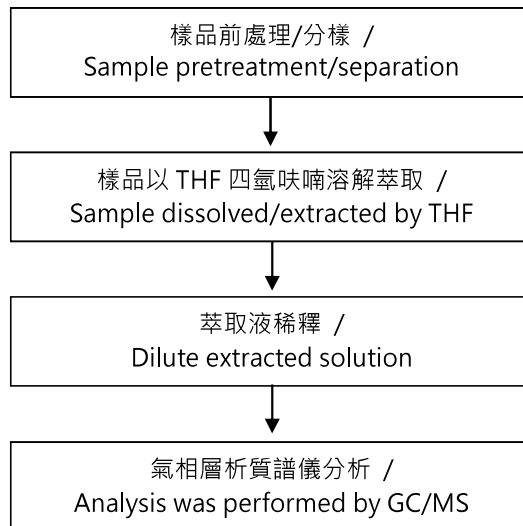 樣品前處理/分樣 /
Sample pretreatment/separation
樣品以 THF 四氫呋喃溶解萃取 /
Sample dissolved/extracted by THF
萃取液稀釋 /
Dilute extracted solution
氣相層析質譜儀分析 /
Analysis was performed by GC/MS